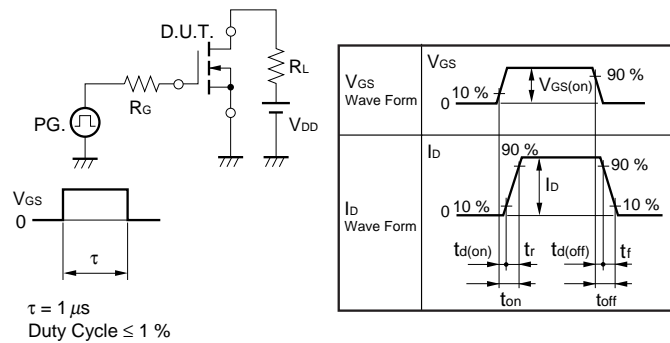 D.U.T.
RL
RG
PG.
VDD
VGS
0
τ
τ = 1 μs
Duty Cycle ≤ 1 %
VGS
Wave Form
VGS
10 %
0
VGS(on)
90 %
ID
Wave Form
ID
90 %
90 %
0
10 %
ID
10 %
td(on)
tr
td(off)
tf
ton
toff